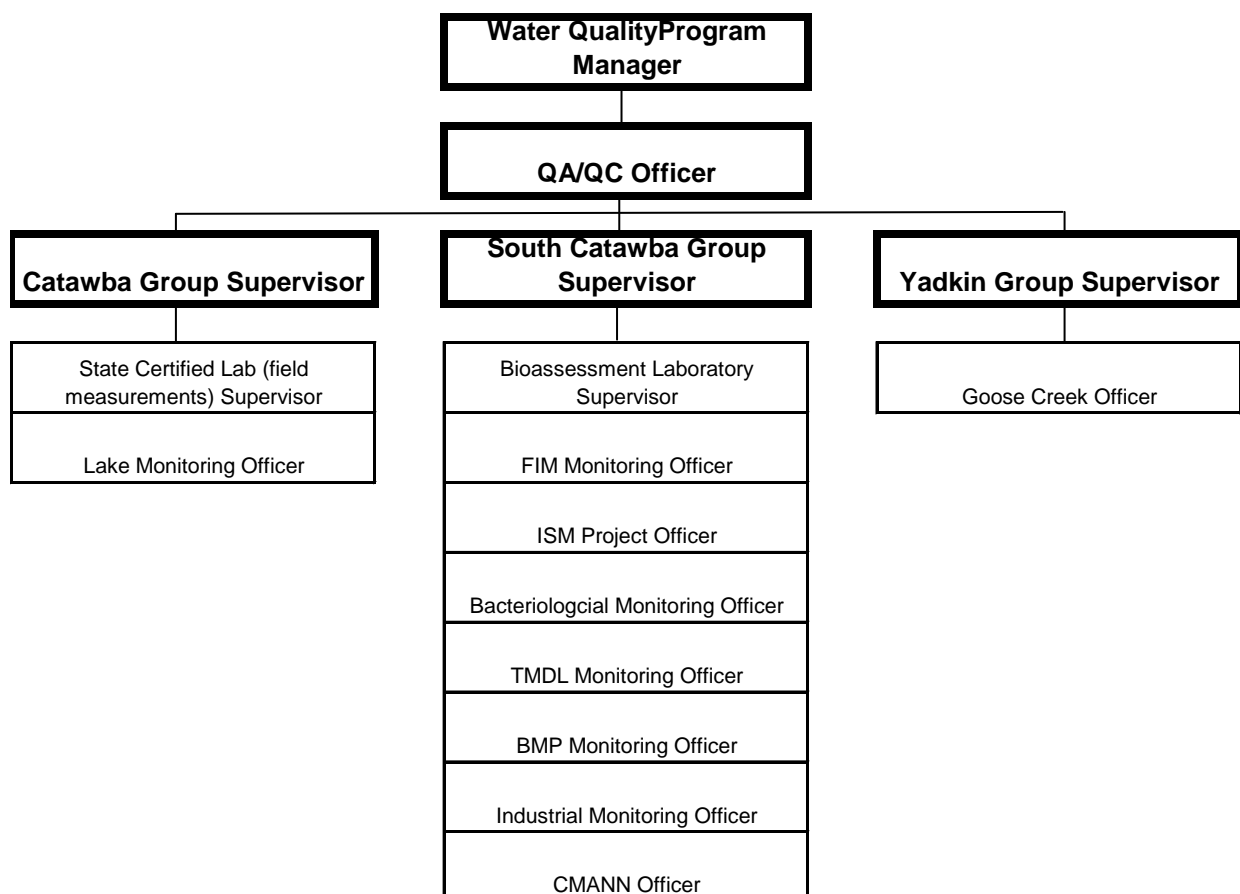 Water QualityProgram
Manager
QA/QC Officer
Catawba Group Supervisor
South Catawba Group
Supervisor
Yadkin Group Supervisor
State Certified Lab (field
measurements) Supervisor
Lake Monitoring Officer
Bioassessment Laboratory
Supervisor
FIM Monitoring Officer
ISM Project Officer
Bacteriologcial Monitoring Officer
TMDL Monitoring Officer
BMP Monitoring Officer
Industrial Monitoring Officer
CMANN Officer
Goose Creek Officer